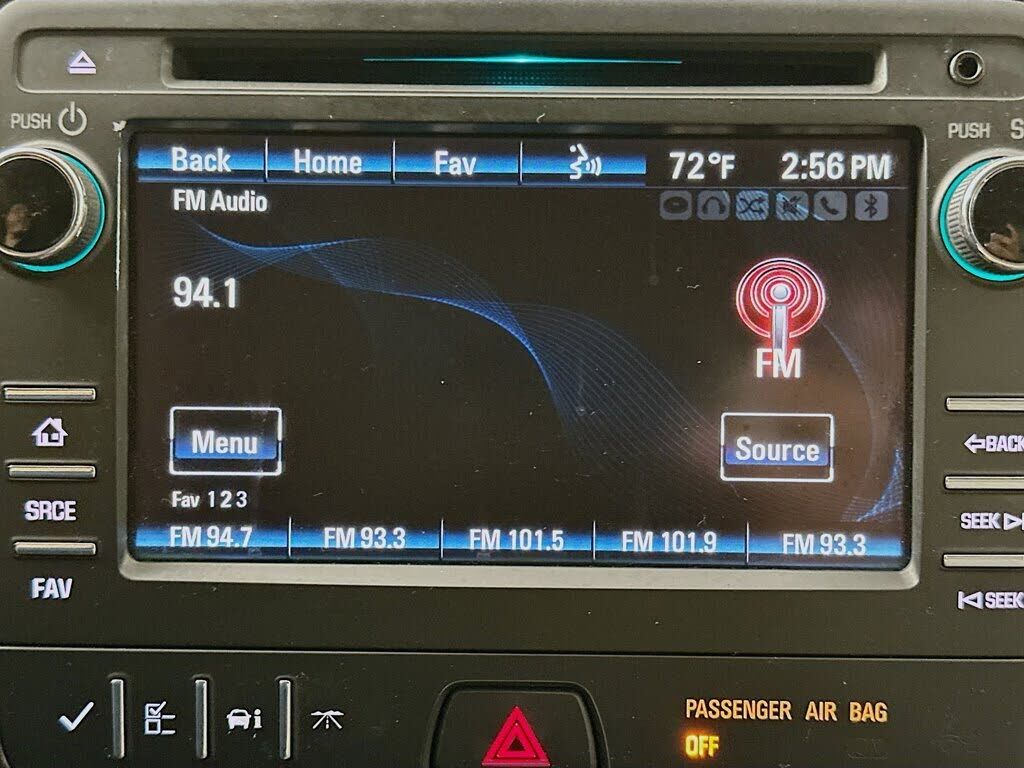 PUSH
PUSH S
Back Home Fav 72°F 2:56 PM
FM Audio
94.1
FM
Menu Source
Fav 1 2 3
FM 94.7 FM 93.3 FM 101.5 FM 101.9 FM 93.3
BACK
SRCE
SEEK
FAV
SEEK
PASSENGER AIR BAG
OFF